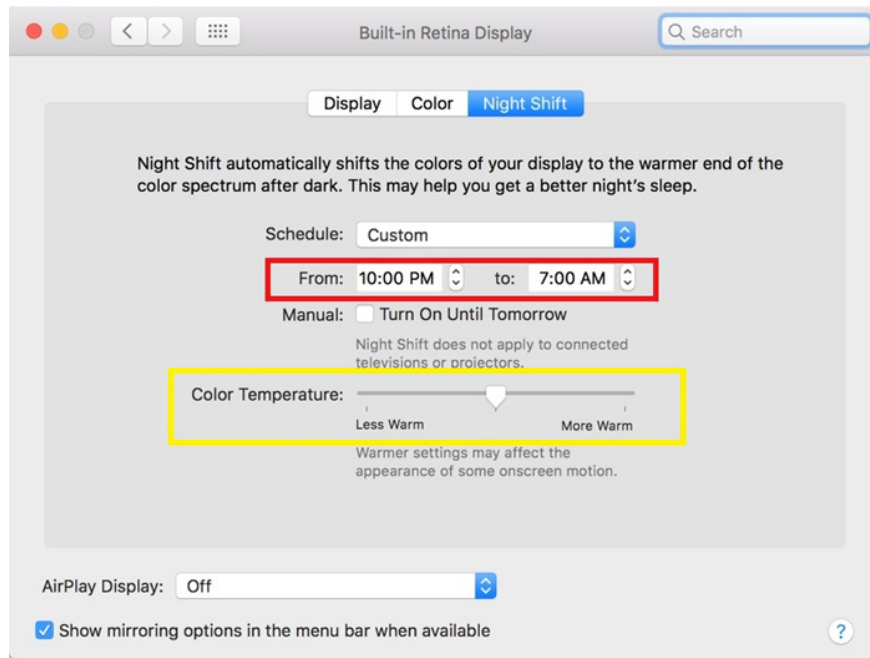 Built-in Retina Display
Search
Display Color Night Shift
Night Shift automatically shifts the colors of your display to the warmer end of the
color spectrum after dark. This may help you get a better night's sleep.
Schedule: Custom
From: 10:00 PM to: 7:00 AM
Manual: Turn On Until Tomorrow
Night Shift does not apply to connected
televisions or projectors.
Color Temperature:
Less Warm More Warm
Warmer settings may affect the
appearance of some onscreen motion.
AirPlay Display: Off
Show mirroring options in the menu bar when available
?